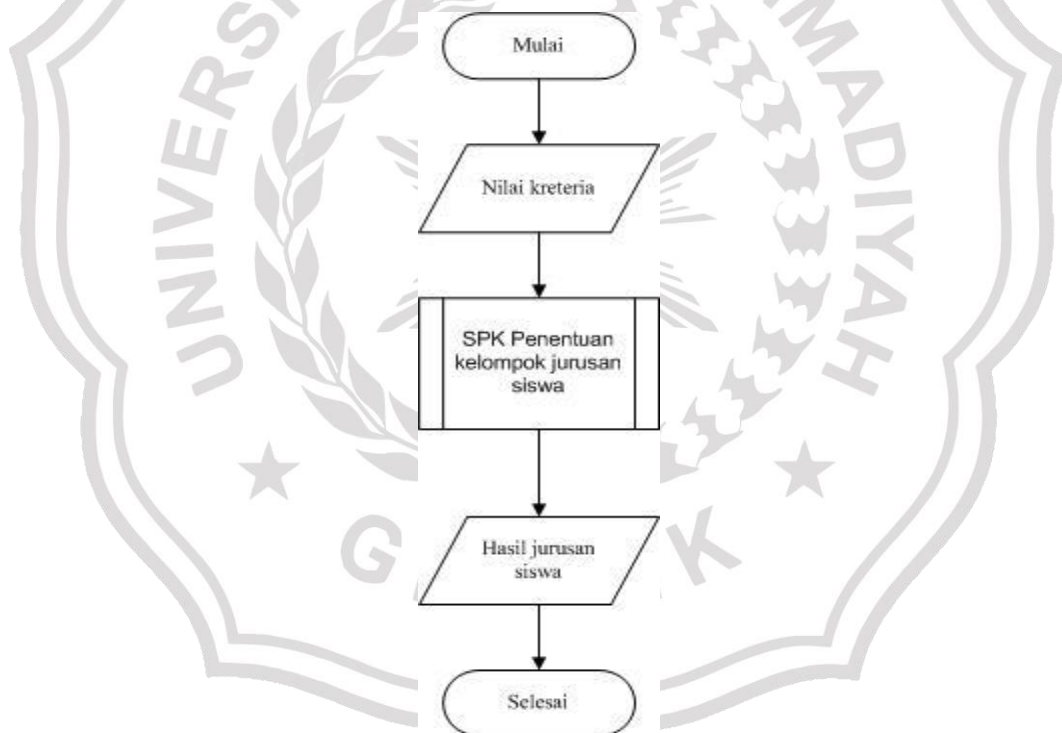 Mulai
Nilai kreteria
SPK Penentuan
kelompok jurusan
siswa
Hasil jurusan
siswa
Selesai